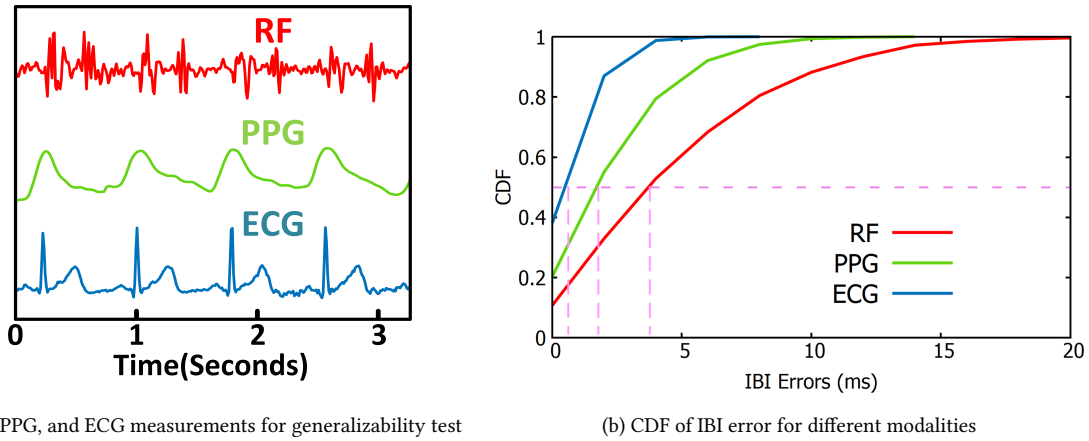 RF
PPG
ECG
0 1 2 3
Time(Seconds)
PPG, and ECG measurements for generalizability test
1
0.8
0.6
0.4
0.2
0
CDF
RF
PPG
ECG
0 5 10 15 20
IBI Errors (ms)
(b) CDF of IBI error for different modalities